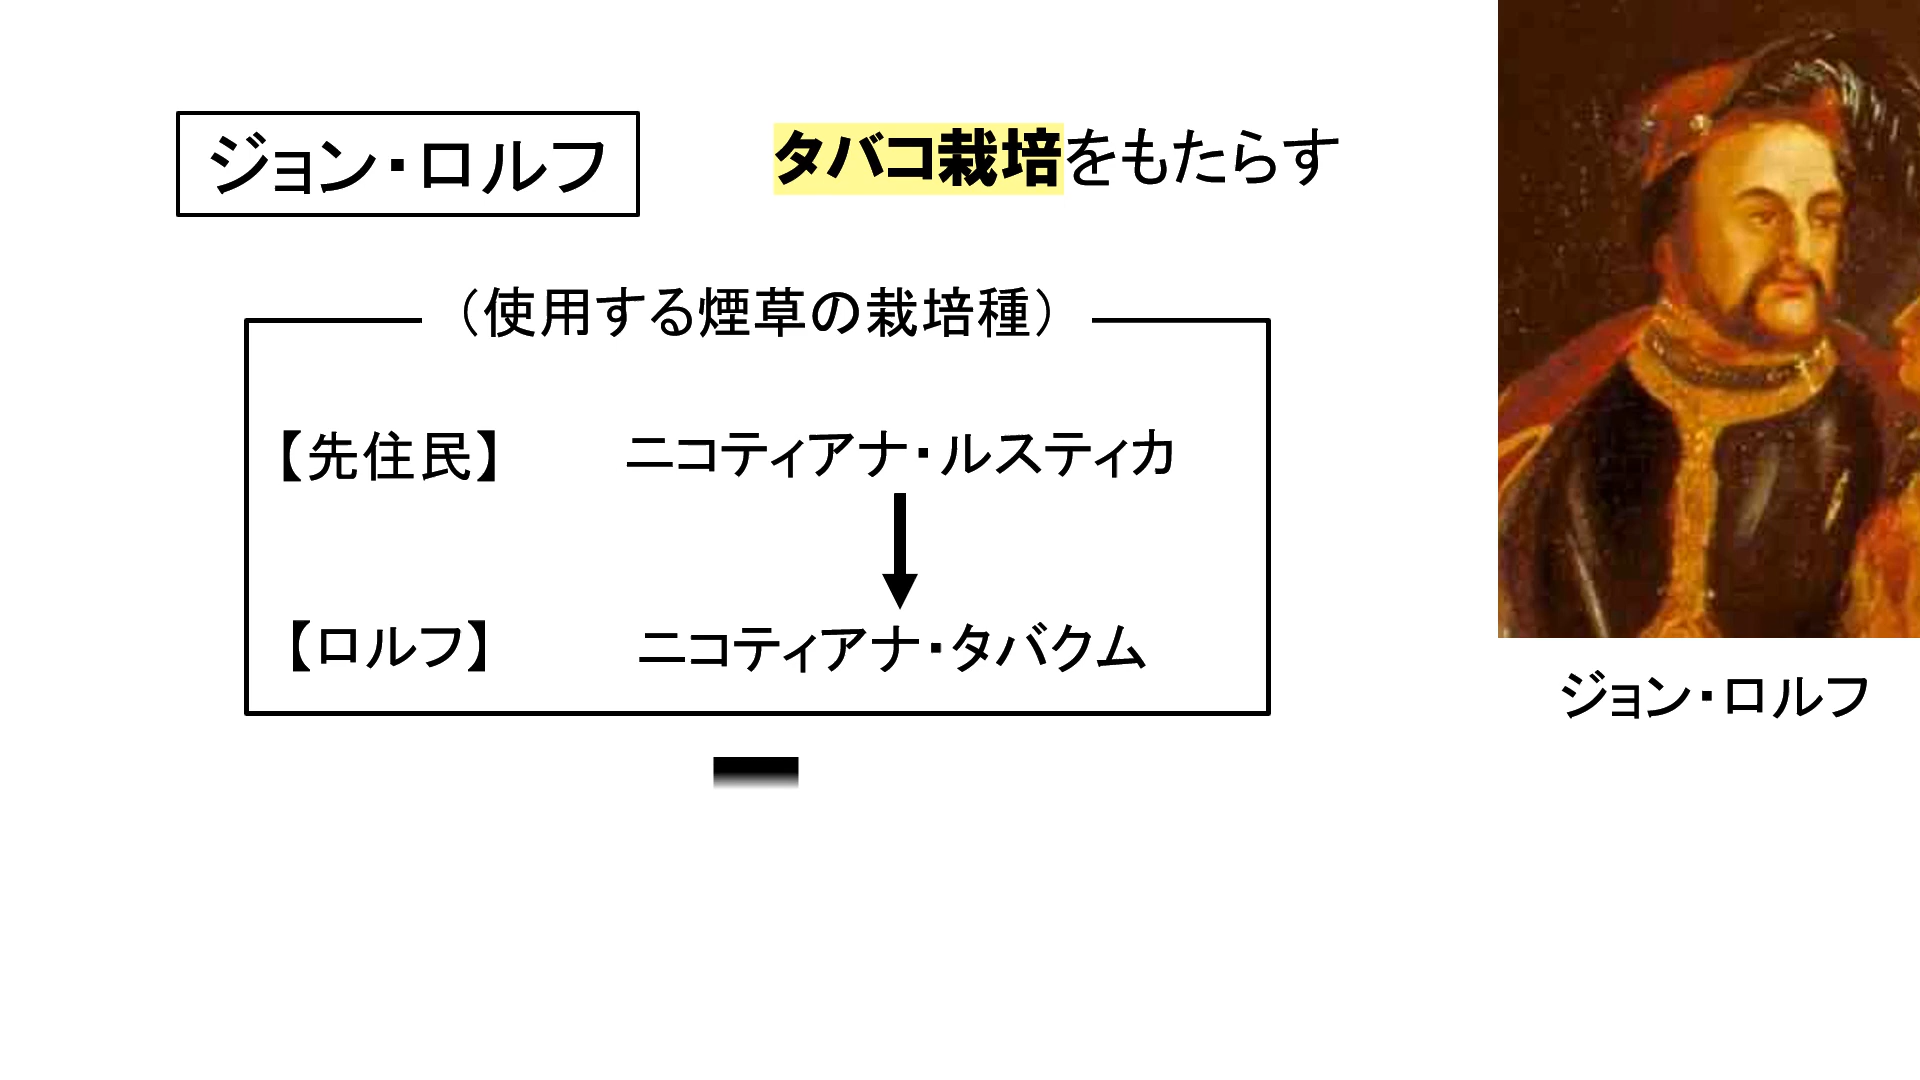 ジョン・ロルフ
タバコ栽培をもたらす
（使用する煙草の栽培種）
【先住民】 ニコティアナ・ルスティカ
【ロルフ】 ニコティアナ・タバクム
ジョン・ロルフ